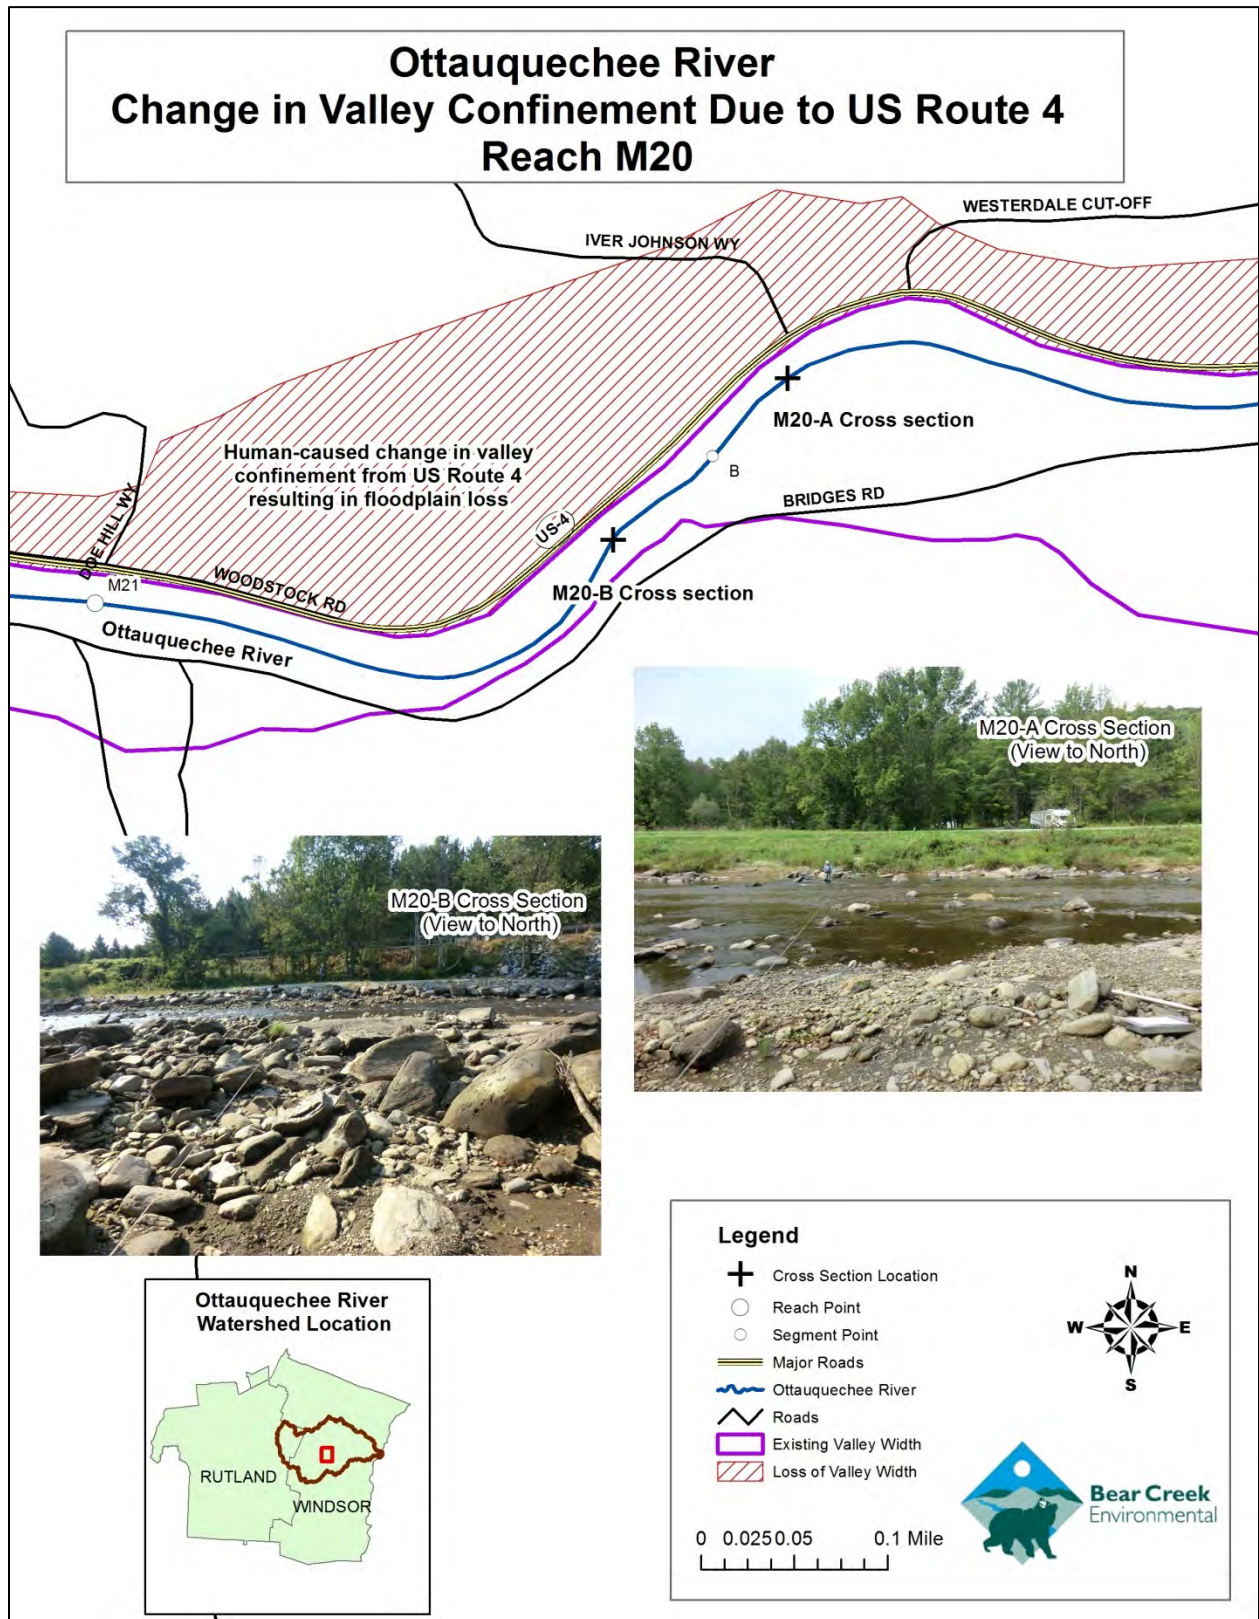 Ottauquechee River
Change in Valley Confinement Due to US Route 4
Reach M20
WESTERDALE CUT-OFF
IVER JOHNSON WY
M20-A Cross section
Human-caused change in valley
confinement from US Route 4
resulting in floodplain loss
B
BRIDGES RD
US-4
DOE HILL WY
M21
WOODSTOCK RD
M20-B Cross section
Ottauquechee River
M20-A Cross Section
(View to North)
M20-B Cross Section
(View to North)
Ottauquechee River
Watershed Location
RUTLAND
WINDSOR
Legend
Cross Section Location
Reach Point
Segment Point
Major Roads
Ottauquechee River
Roads
Existing Valley Width
Loss of Valley Width
N
W
E
S
0 0.025 0.05 0.1 Mile
Bear Creek
Environmental